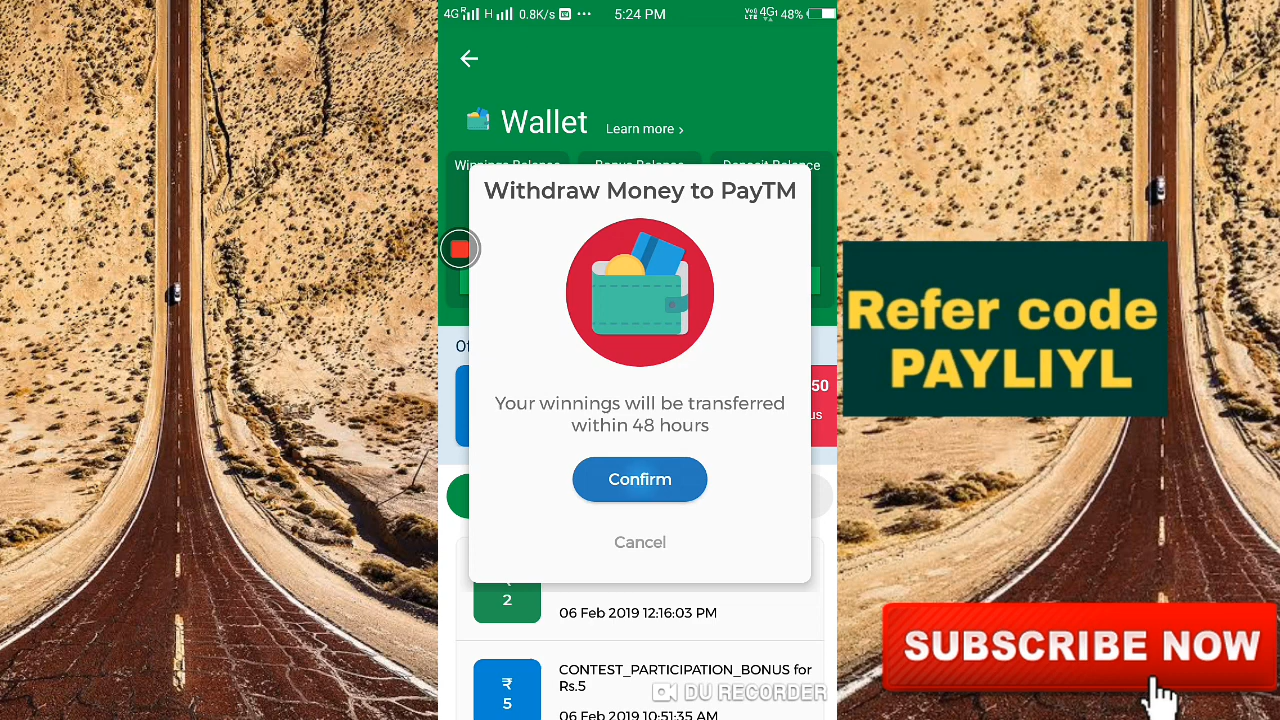 4G R H 0.8K/s ••• 5:24 PM 4G 48%
Wallet Learn more ›
Winnings Balance Bonus Balance Deposit Balance
Withdraw Money to PayTM
Your winnings will be transferred
within 48 hours
Confirm
Cancel
50
us
Refer code
PAYLIYL
2
06 Feb 2019 12:16:03 PM
CONTEST_PARTICIPATION_BONUS for
Rs.5
₹
5
06 Feb 2019 10:51:35 AM
DU RECORDER
SUBSCRIBE NOW